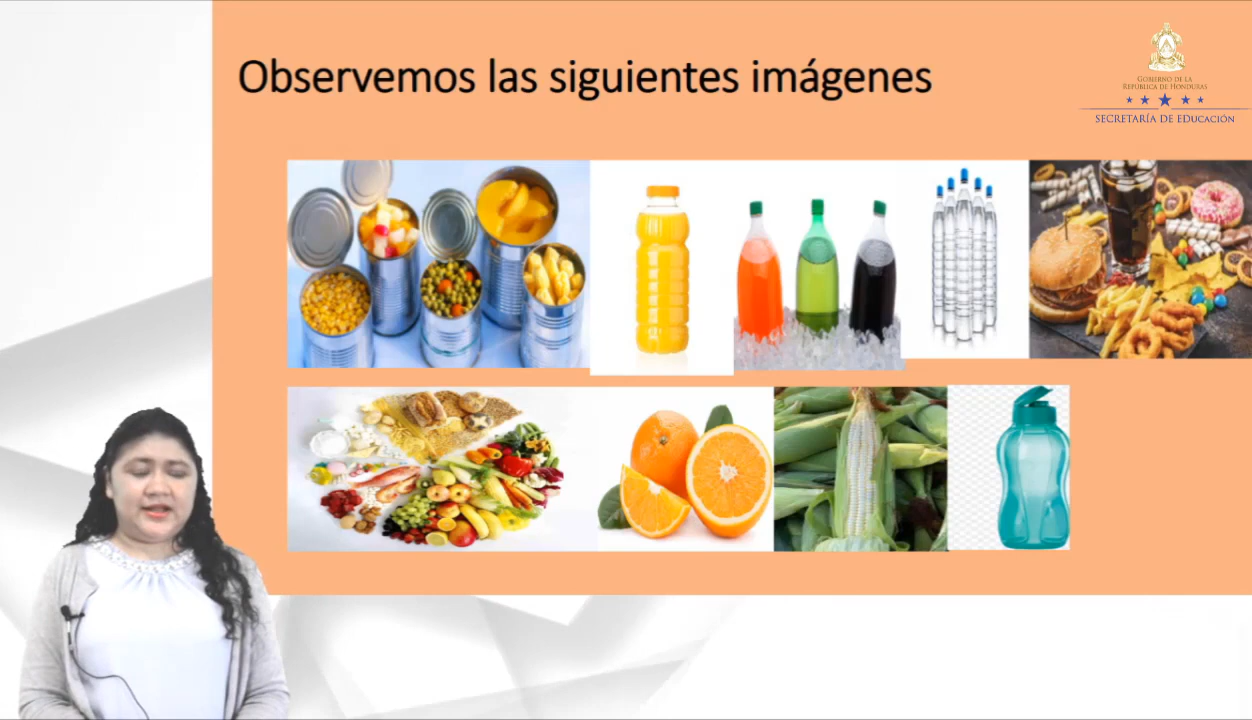 Observemos las siguientes imágenes
GOBIERNO DE LA
REPÚBLICA DE HONDURAS
SECRETARÍA DE EDUCACIÓN